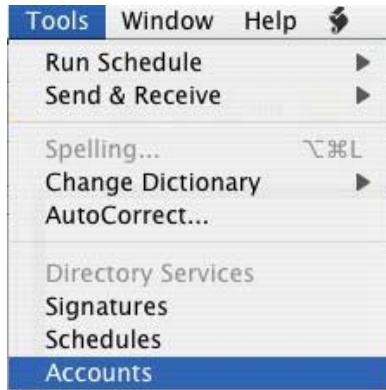 Tools Window Help
Run Schedule
Send & Receive
Spelling... ⌥⌘L
Change Dictionary
AutoCorrect...
Directory Services
Signatures
Schedules
Accounts